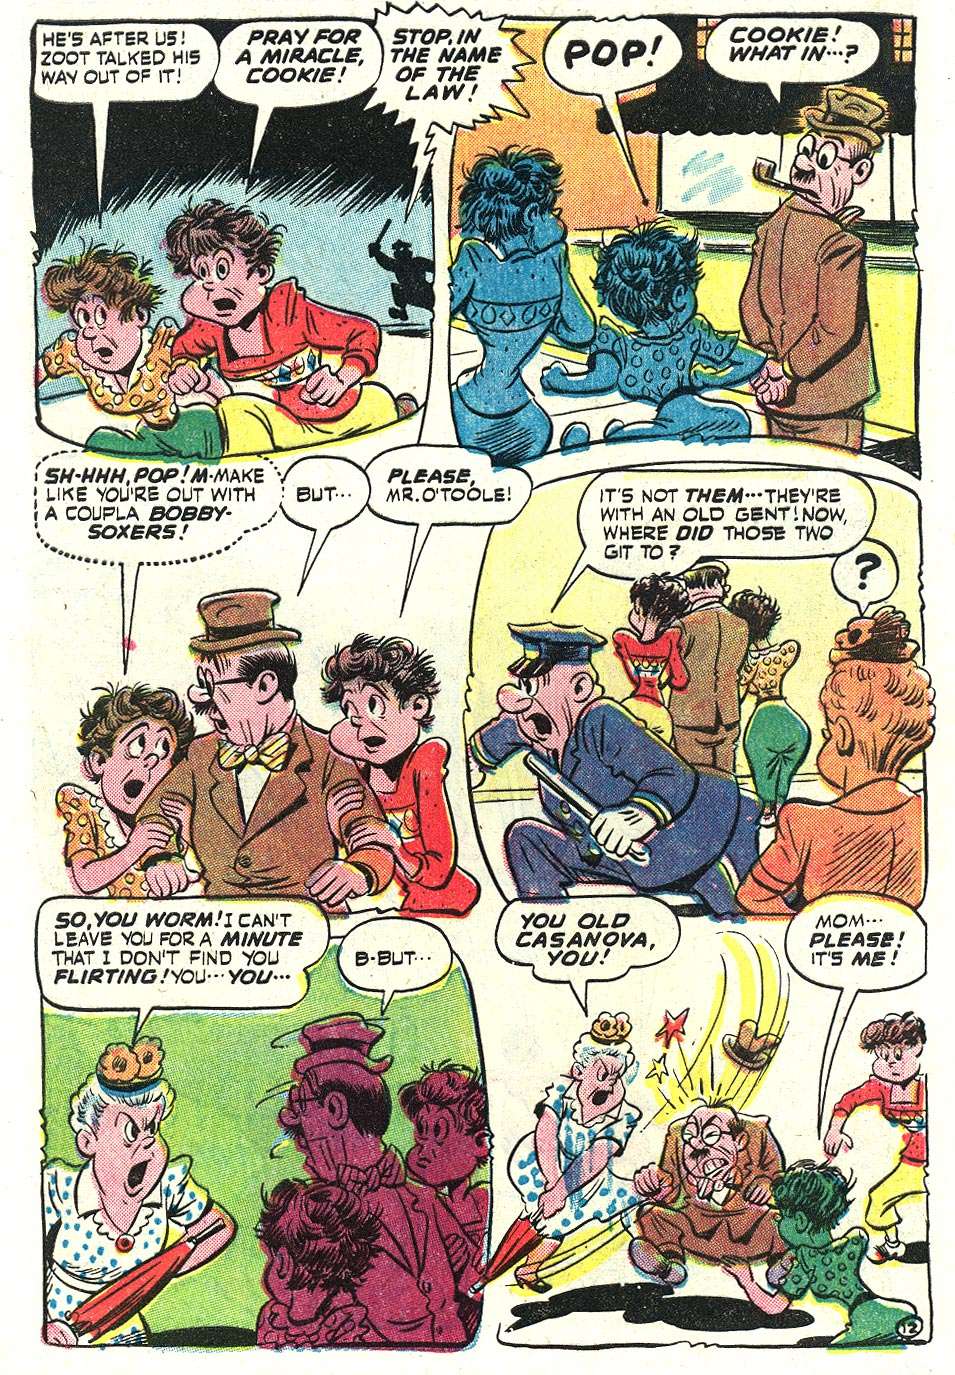 HE'S AFTER US!
ZOOT TALKED HIS
WAY OUT OF IT!
PRAY FOR
A MIRACLE,
COOKIE!
STOP, IN
THE NAME
OF THE
LAW!
POP!
COOKIE!
WHAT IN...?
SH-HHH, POP! M-MAKE
LIKE YOU'RE OUT WITH
A COUPLA BOBBY-
SOXERS!
BUT...
PLEASE,
MR. O'TOOLE!
IT'S NOT THEM... THEY'RE
WITH AN OLD GENT! NOW,
WHERE DID THOSE TWO
GIT TO?
?
SO, YOU WORM! I CAN'T
LEAVE YOU FOR A MINUTE
THAT I DON'T FIND YOU
FLIRTING! YOU... YOU...
B-BUT...
YOU OLD
CASANOVA,
YOU!
MOM...
PLEASE!
IT'S ME!
12